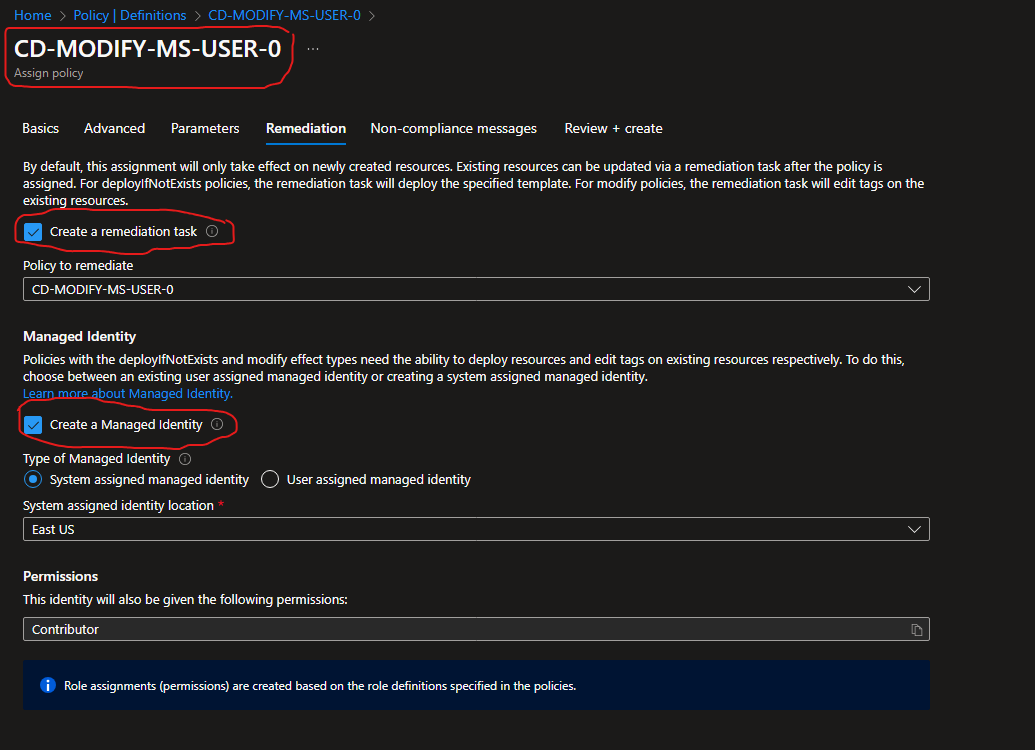 Home > Policy | Definitions > CD-MODIFY-MS-USER-0 >
CD-MODIFY-MS-USER-0 ...
Assign policy
Basics Advanced Parameters Remediation Non-compliance messages Review + create
By default, this assignment will only take effect on newly created resources. Existing resources can be updated via a remediation task after the policy is
assigned. For deployIfNotExists policies, the remediation task will deploy the specified template. For modify policies, the remediation task will edit tags on the
existing resources.
Create a remediation task
Policy to remediate
CD-MODIFY-MS-USER-0
Managed Identity
Policies with the deployIfNotExists and modify effect types need the ability to deploy resources and edit tags on existing resources respectively. To do this,
choose between an existing user assigned managed identity or creating a system assigned managed identity.
Learn more about Managed Identity.
Create a Managed Identity
Type of Managed Identity
System assigned managed identity User assigned managed identity
System assigned identity location *
East US
Permissions
This identity will also be given the following permissions:
Contributor
Role assignments (permissions) are created based on the role definitions specified in the policies.